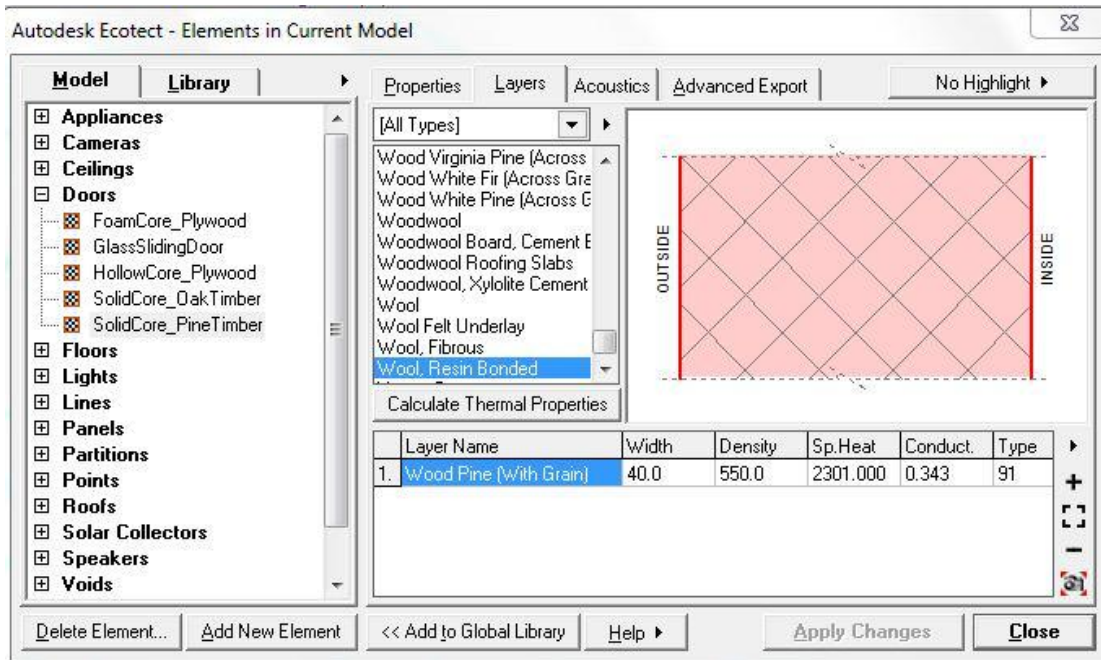 Autodesk Ecotect - Elements in Current Model
Model
Library
Appliances
Cameras
Ceilings
Doors
FoamCore_Plywood
GlassSlidingDoor
HollowCore_Plywood
SolidCore_OakTimber
SolidCore_PineTimber
Floors
Lights
Lines
Panels
Partitions
Points
Roofs
Solar Collectors
Speakers
Voids
Properties
Layers
Acoustics
Advanced Export
No Highlight
[All Types]
Wood Virginia Pine (Across
Wood White Fir (Across Gra
Wood White Pine (Across G
Woodwool
Woodwool Board, Cement B
Woodwool Roofing Slabs
Woodwool, Xylolite Cement
Wool
Wool Felt Underlay
Wool, Fibrous
Wool, Resin Bonded
Calculate Thermal Properties
OUTSIDE
INSIDE
Layer Name Width Density Sp.Heat Conduct. Type
1. Wood Pine (With Grain) 40.0 550.0 2301.000 0.343 91
Delete Element... Add New Element << Add to Global Library Help Apply Changes Close